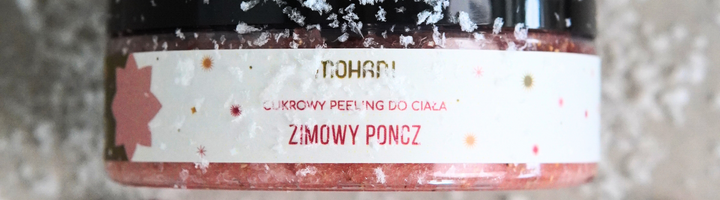 MOHANI
CUKROWY PEELING DO CIAŁA
ZIMOWY PONCZ